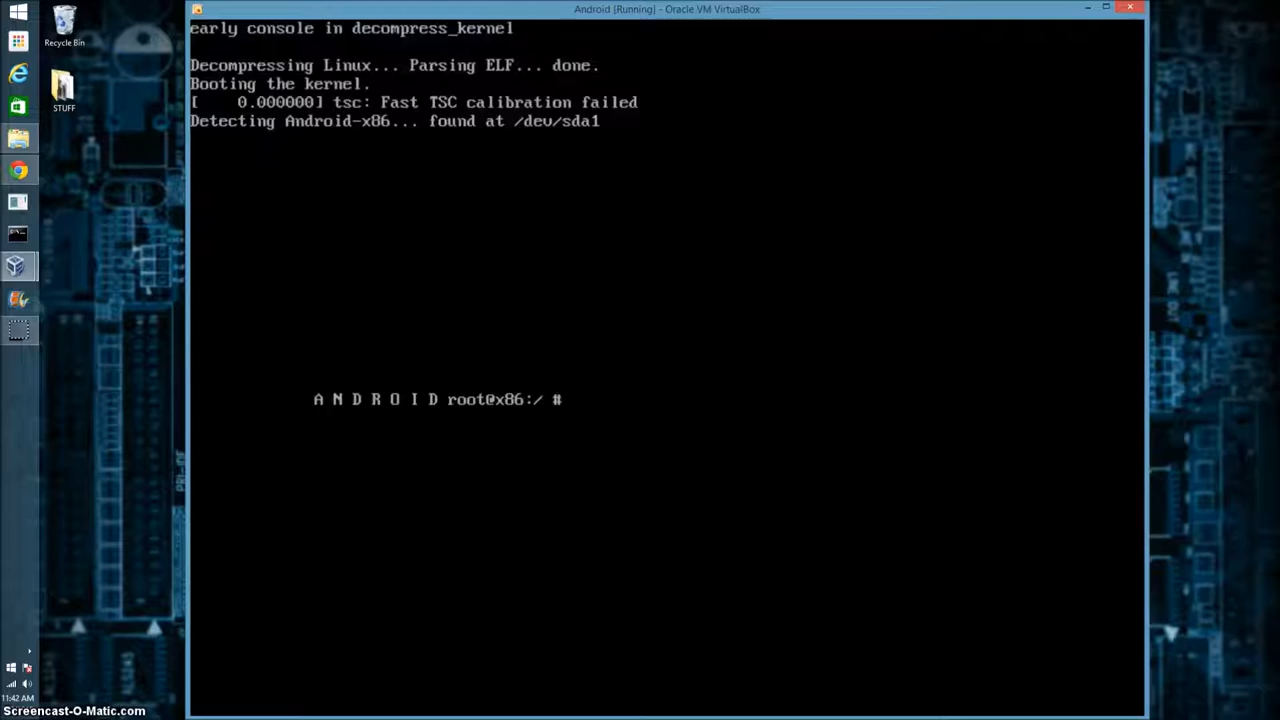 Android [Running] - Oracle VM VirtualBox
early console in decompress_kernel
Decompressing Linux... Parsing ELF... done.
Booting the kernel.
[    0.000000] tsc: Fast TSC calibration failed
Detecting Android-x86... found at /dev/sda1
A N D R O I D root@x86:/ #
Recycle Bin
STUFF
11:42 AM
Screencast-O-Matic.com